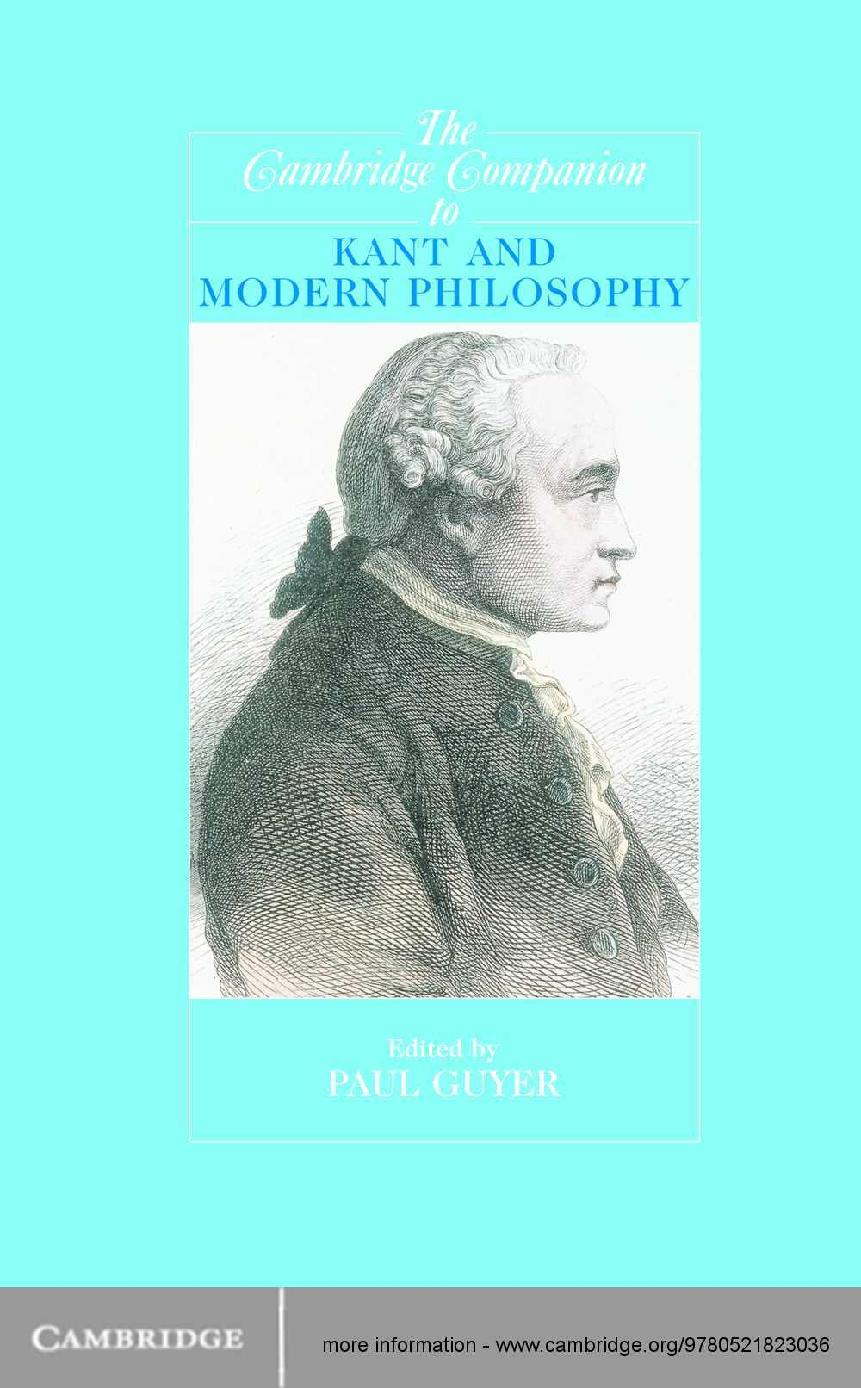 The
Cambridge Companion
to
KANT AND
MODERN PHILOSOPHY
Edited by
PAUL GUYER
CAMBRIDGE
more information - www.cambridge.org/9780521823036